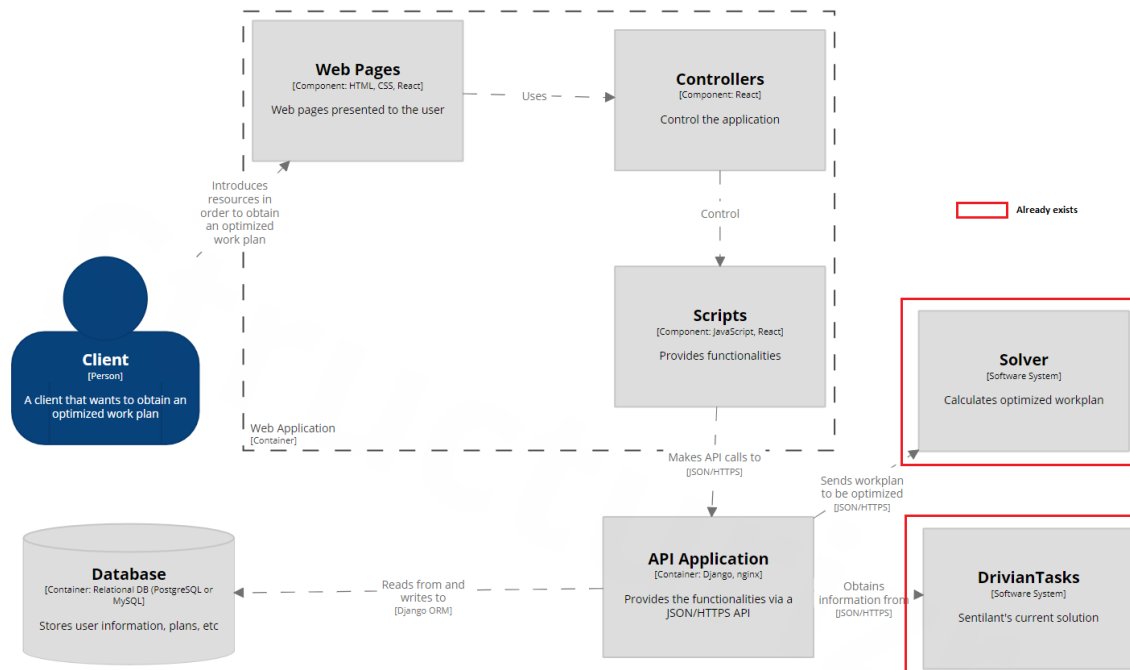 Web Pages
[Component: HTML, CSS, React]
Web pages presented to the user
Uses
Controllers
[Component: React]
Control the application
Introduces
resources in
order to obtain
an optimized
work plan
Control
Already exists
Client
[Person]
A client that wants to obtain an
optimized work plan
Scripts
[Component: JavaScript, React]
Provides functionalities
Solver
[Software System]
Calculates optimized workplan
Web Application
[Container]
Makes API calls to
[JSON/HTTPS]
Sends workplan
to be optimized
[JSON/HTTPS]
Database
[Container: Relational DB (PostgreSQL or
MySQL]
Stores user information, plans, etc
Reads from and
writes to
[Django ORM]
API Application
[Container: Django, nginx]
Provides the functionalities via a
JSON/HTTPS API
Obtains
information from
[JSON/HTTPS]
DrivianTasks
[Software System]
Sentilant's current solution